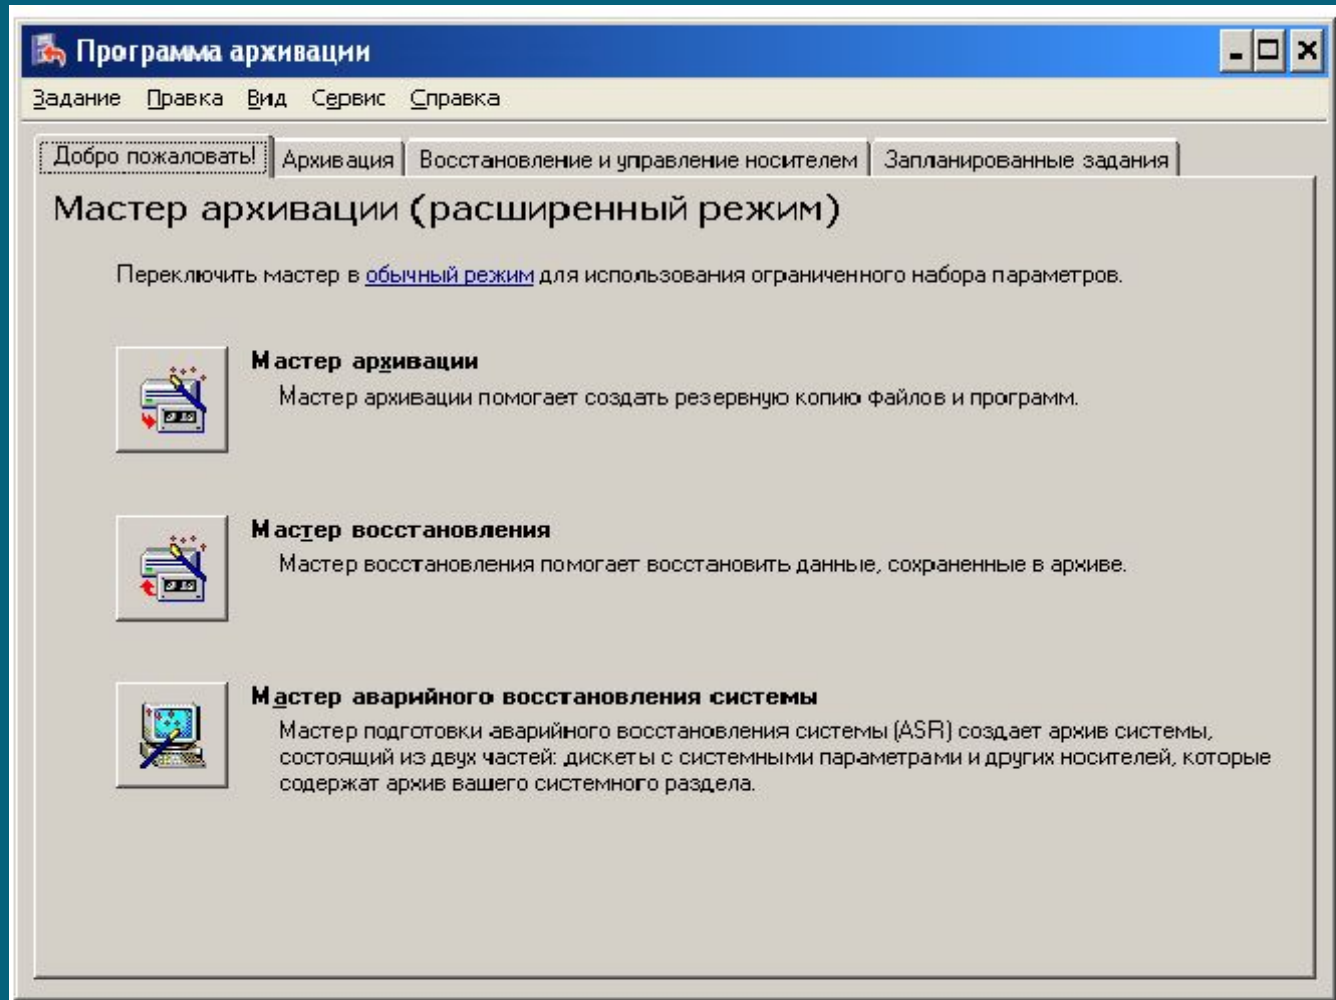 Программа архивации
Задание Правка Вид Сервис Справка
Добро пожаловать! Архивация Восстановление и управление носителем Запланированные задания
Мастер архивации (расширенный режим)
Переключить мастер в обычный режим для использования ограниченного набора параметров.
Мастер архивации
Мастер архивации помогает создать резервную копию файлов и программ.
Мастер восстановления
Мастер восстановления помогает восстановить данные, сохраненные в архиве.
Мастер аварийного восстановления системы
Мастер подготовки аварийного восстановления системы (ASR) создает архив системы,
состоящий из двух частей: дискеты с системными параметрами и других носителей, которые
содержат архив вашего системного раздела.